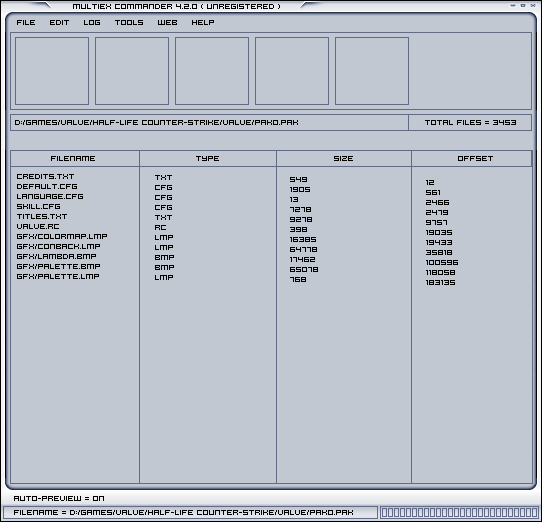 MULTIEX COMMANDER 4.2.0 ( UNREGISTERED )
FILE EDIT LOG TOOLS WEB HELP
D:/GAMES/VALVE/HALF-LIFE COUNTER-STRIKE/VALVE/PAK0.PAK TOTAL FILES = 3453
FILENAME TYPE SIZE OFFSET
CREDITS.TXT TXT 549 12
DEFAULT.CFG CFG 1905 561
LANGUAGE.CFG CFG 13 2466
SKILL.CFG CFG 7278 2479
TITLES.TXT TXT 9278 9757
VALVE.RC RC 398 19035
GFX/COLORMAP.LMP LMP 16385 19433
GFX/CONBACK.LMP LMP 64778 35818
GFX/LAMBDA.BMP BMP 17462 100596
GFX/PALETTE.BMP BMP 65078 118058
GFX/PALETTE.LMP LMP 768 183135
AUTO-PREVIEW = ON
FILENAME = D:/GAMES/VALVE/HALF-LIFE COUNTER-STRIKE/VALVE/PAK0.PAK